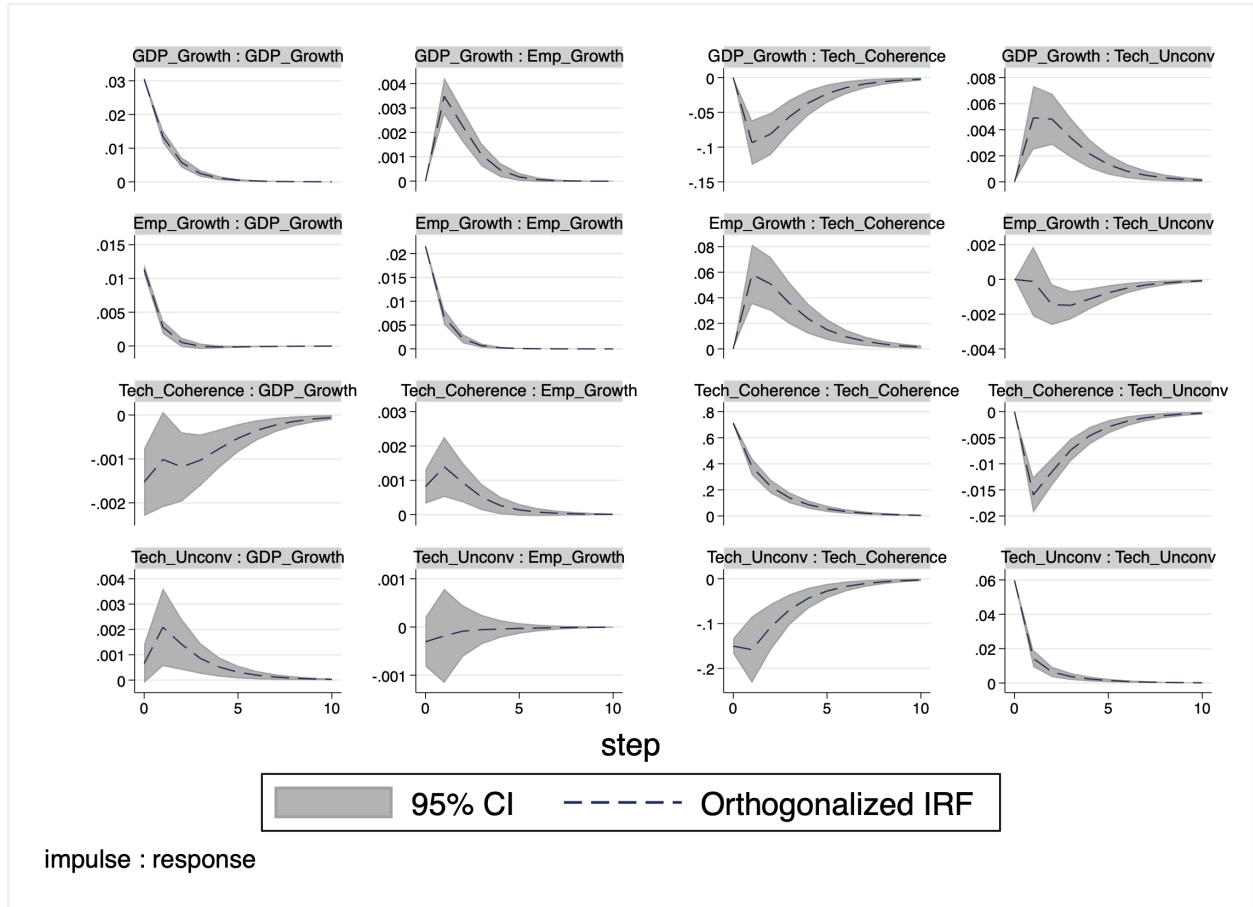 GDP_Growth : GDP_Growth
GDP_Growth : Emp_Growth
GDP_Growth : Tech_Coherence
GDP_Growth : Tech_Unconv
.03
.02
.01
0
.004
.003
.002
.001
0
0
-.05
-.1
-.15
.008
.006
.004
.002
0
Emp_Growth : GDP_Growth
Emp_Growth : Emp_Growth
Emp_Growth : Tech_Coherence
Emp_Growth : Tech_Unconv
.015
.01
.005
0
.02
.015
.01
.005
0
.08
.06
.04
.02
0
.002
0
-.002
-.004
Tech_Coherence : GDP_Growth
Tech_Coherence : Emp_Growth
Tech_Coherence : Tech_Coherence
Tech_Coherence : Tech_Unconv
0
-.001
-.002
.003
.002
.001
0
.8
.6
.4
.2
0
0
-.005
-.01
-.015
-.02
Tech_Unconv : GDP_Growth
Tech_Unconv : Emp_Growth
Tech_Unconv : Tech_Coherence
Tech_Unconv : Tech_Unconv
.004
.003
.002
.001
0
.001
0
-.001
0
-.1
-.2
.06
.04
.02
0
0 5 10
0 5 10
0 5 10
0 5 10
step
95% CI
Orthogonalized IRF
impulse : response